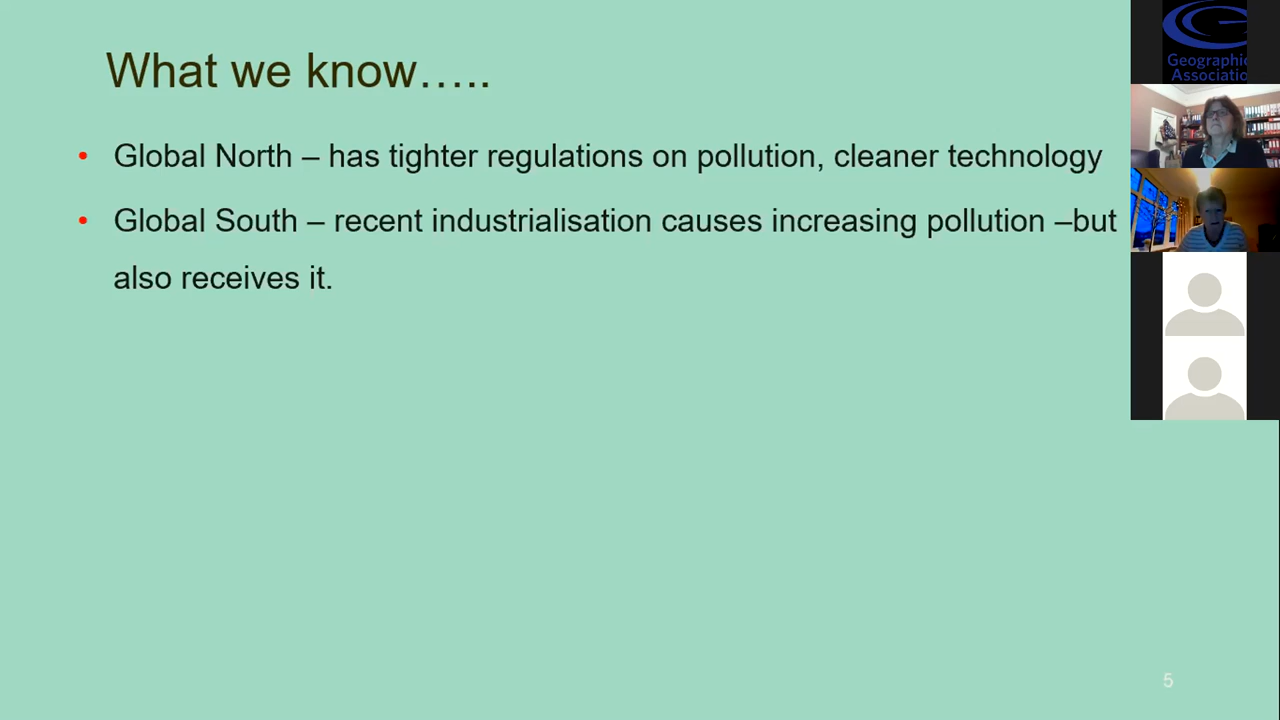 What we know…..
• Global North – has tighter regulations on pollution, cleaner technology
• Global South – recent industrialisation causes increasing pollution –but
also receives it.
Geographic
Associatio
5